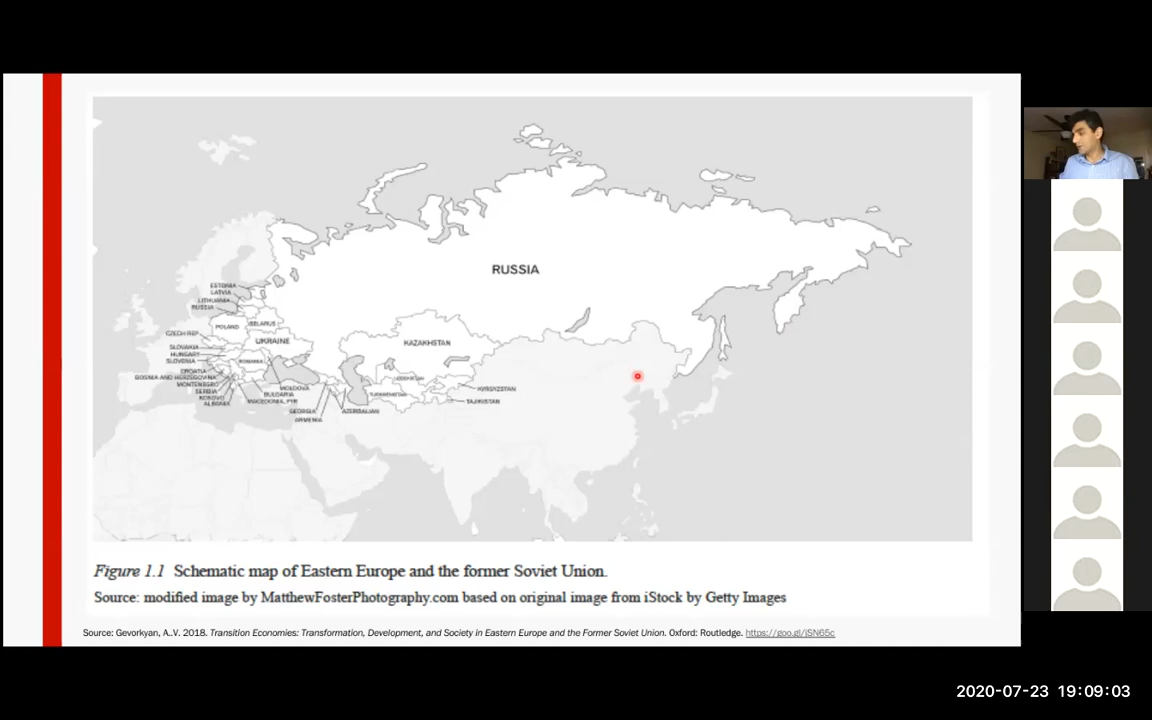 RUSSIA
ESTONIA
LATVIA
LITHUANIA
RUSSIA
POLAND
BELARUS
CZECH REP.
UKRAINE
KAZAKHSTAN
SLOVAKIA
HUNGARY
SLOVENIA
ROMANIA
CROATIA
BOSNIA AND HERZEGOVINA
MONTENEGRO
SERBIA
KOSOVO
ALBANIA
MOLDOVA
BULGARIA
MACEDONIA, FYR
GEORGIA
ARMENIA
AZERBAIJAN
UZBEKISTAN
TURKMENISTAN
KYRGYZSTAN
TAJIKISTAN
Figure 1.1 Schematic map of Eastern Europe and the former Soviet Union.
Source: modified image by MatthewFosterPhotography.com based on original image from iStock by Getty Images
Source: Gevorkyan, A..V. 2018. Transition Economies: Transformation, Development, and Society in Eastern Europe and the Former Soviet Union. Oxford: Routledge. https://goo.gl/jSN65c
2020-07-23 19:09:03